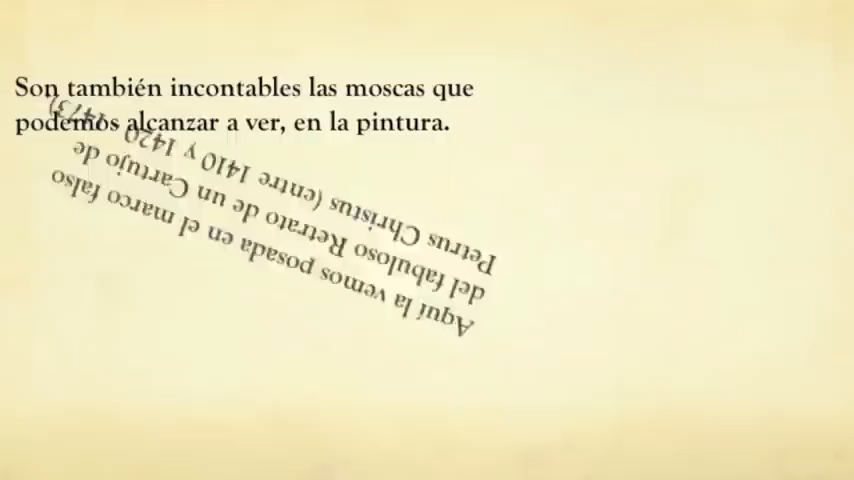 Son también incontables las moscas que
podemos alcanzar a ver, en la pintura.
Aquí la vemos posada en el marco falso
del fabuloso Retrato de un Cartujo de
Petrus Christus (entre 1410 y 1420 - 1473)